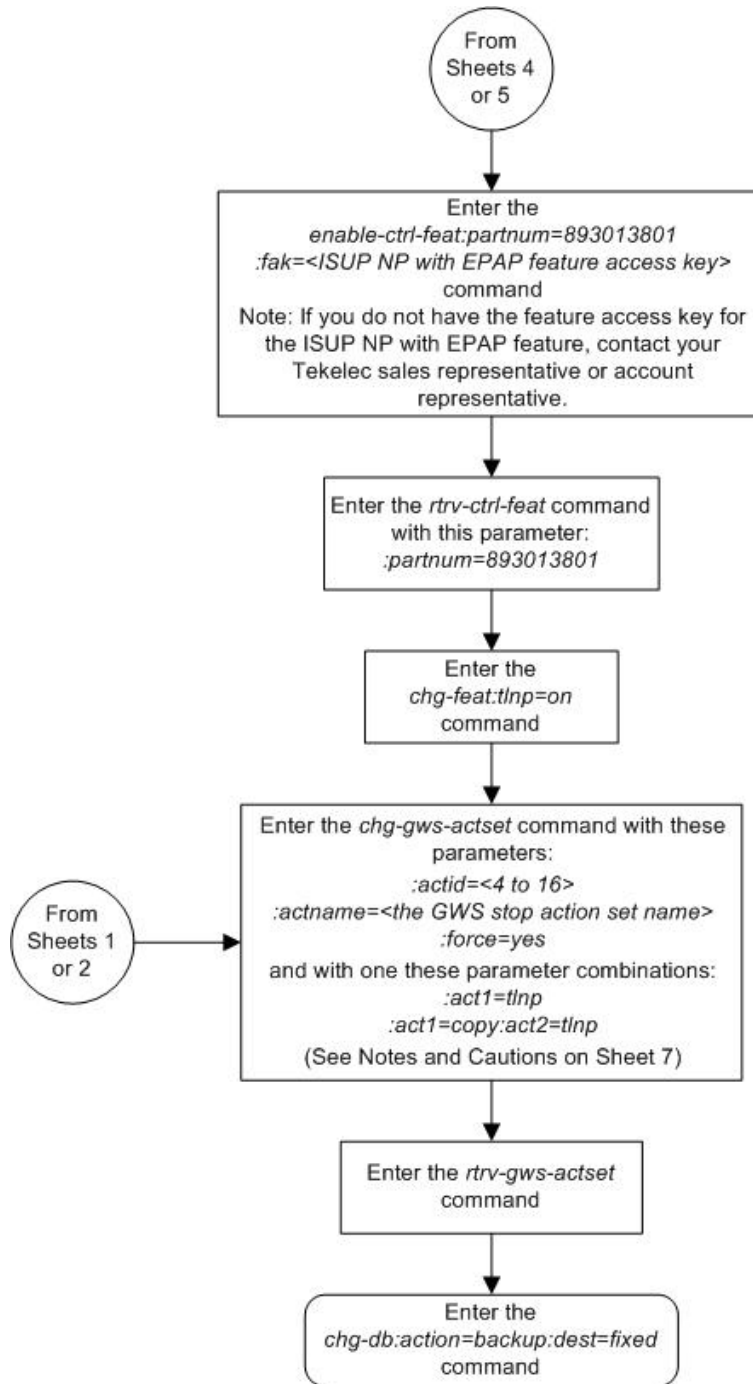 From
Sheets 4
or 5
Enter the
enable-ctrl-feat:partnum=893013801
:fak=<ISUP NP with EPAP feature access key>
command
Note: If you do not have the feature access key for
the ISUP NP with EPAP feature, contact your
Tekelec sales representative or account
representative.
Enter the rtrv-ctrl-feat command
with this parameter:
:partnum=893013801
Enter the
chg-feat:tlnp=on
command
From
Sheets 1
or 2
Enter the chg-gws-actset command with these
parameters:
:actid=<4 to 16>
:actname=<the GWS stop action set name>
:force=yes
and with one these parameter combinations:
:act1=tlnp
:act1=copy:act2=tlnp
(See Notes and Cautions on Sheet 7)
Enter the rtrv-gws-actset
command
Enter the
chg-db:action=backup:dest=fixed
command